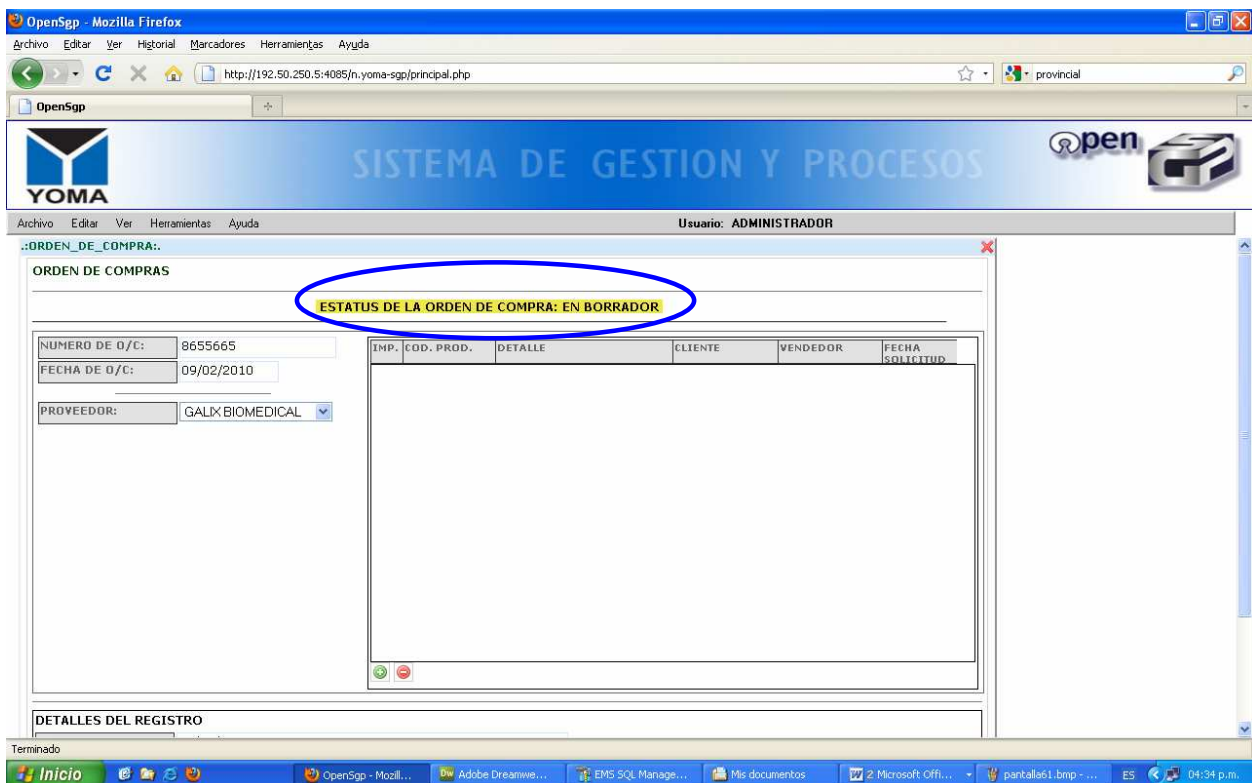 OpenSgp - Mozilla Firefox
Archivo Editar Ver Historial Marcadores Herramientas Ayuda
http://192.50.250.5:4085/n.yoma-sgp/principal.php
provincial
OpenSgp
YOMA
SISTEMA DE GESTION Y PROCESOS
open
Archivo Editar Ver Herramientas Ayuda
Usuario: ADMINISTRADOR
.:ORDEN_DE_COMPRA:.
ORDEN DE COMPRAS
ESTATUS DE LA ORDEN DE COMPRA: EN BORRADOR
NUMERO DE O/C: 8655665
FECHA DE O/C: 09/02/2010
PROVEEDOR: GALIX BIOMEDICAL
IMP. COD. PROD. DETALLE CLIENTE VENDEDOR FECHA SOLICITUD
DETALLES DEL REGISTRO
Terminado
Inicio
OpenSgp - Mozill...
Adobe Dreamwe...
EMS SQL Manage...
Mis documentos
2 Microsoft Offi...
pantalla61.bmp - ...
ES
04:34 p.m.